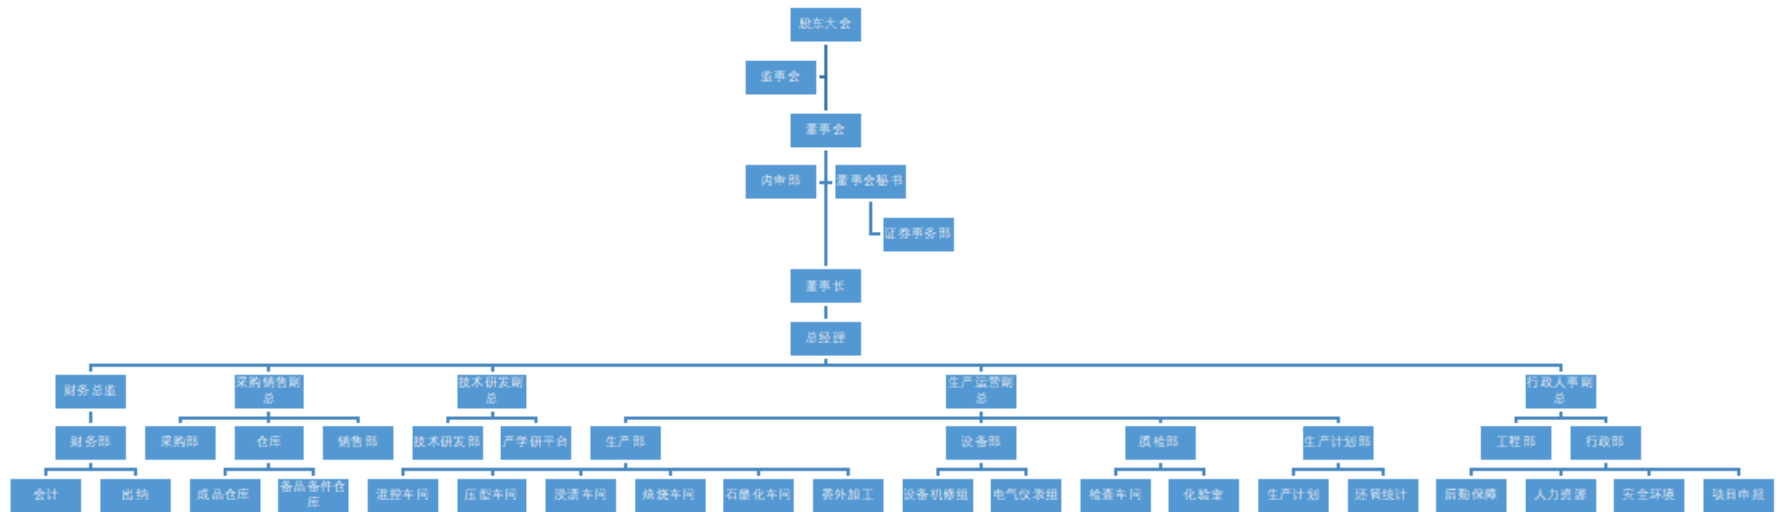 股东大会
监事会
董事会
内审部
董事会秘书
证券事务部
董事长
总经理
财务总监
采购销售副
总
技术研发副
总
生产运营副
总
行政人事副
总
财务部
采购部
仓库
销售部
技术研发部
产学研平台
生产部
设备部
质检部
生产计划部
工程部
行政部
会计
出纳
成品仓库
备品备件仓
库
混捏车间
压型车间
浸渍车间
焙烧车间
石墨化车间
委外加工
设备机修组
电气仪表组
检查车间
化验室
生产计划
后勤保障
人力资源
安全环境
项目申报